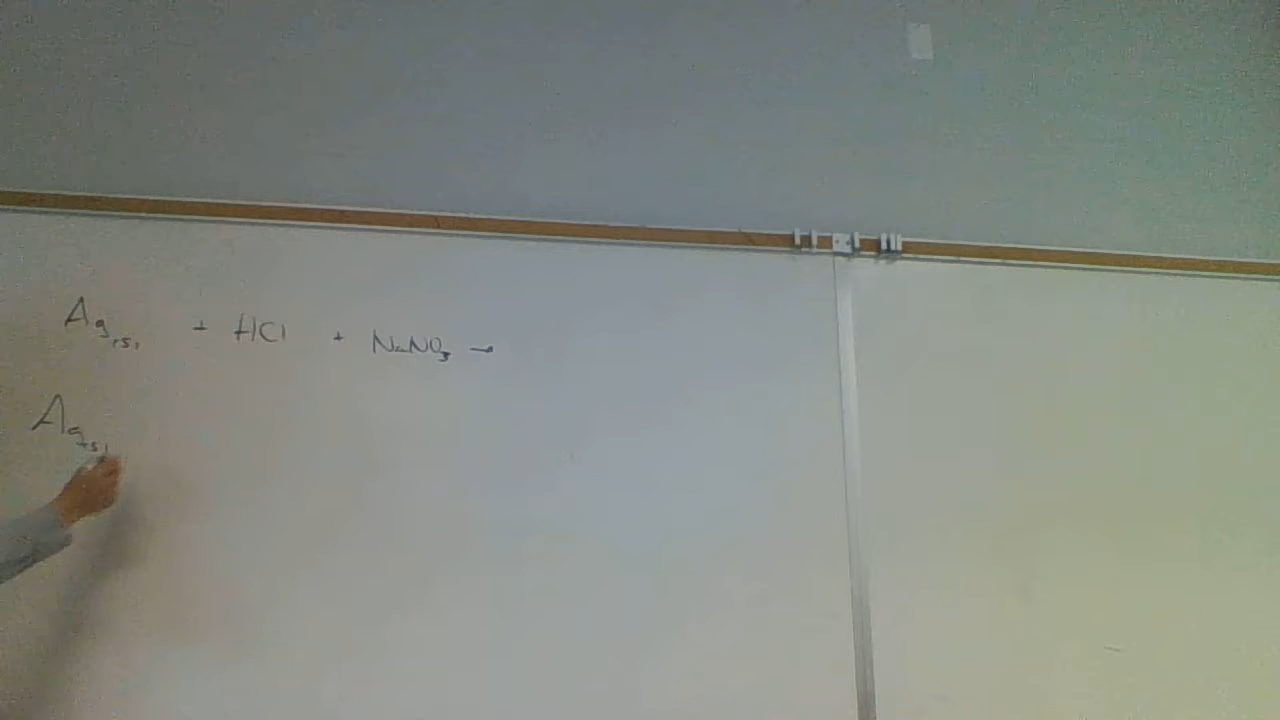 Ag(s) + HCl + NaNO₃ →
Ag(s)